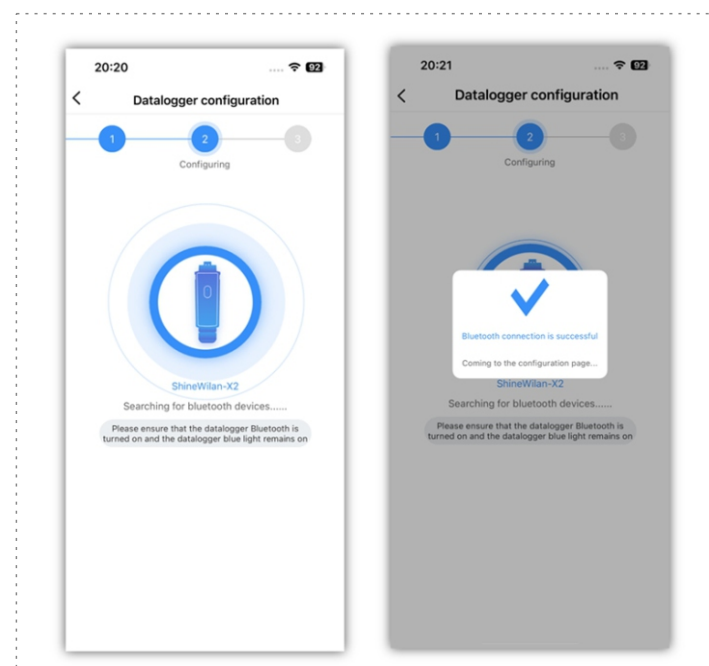 20:20
92
Datalogger configuration
1
2
3
Configuring
ShineWilan-X2
Searching for bluetooth devices......
Please ensure that the datalogger Bluetooth is
turned on and the datalogger blue light remains on
20:21
92
Datalogger configuration
1
2
3
Configuring
Bluetooth connection is successful
Coming to the configuration page...
ShineWilan-X2
Searching for bluetooth devices......
Please ensure that the datalogger Bluetooth is
turned on and the datalogger blue light remains on